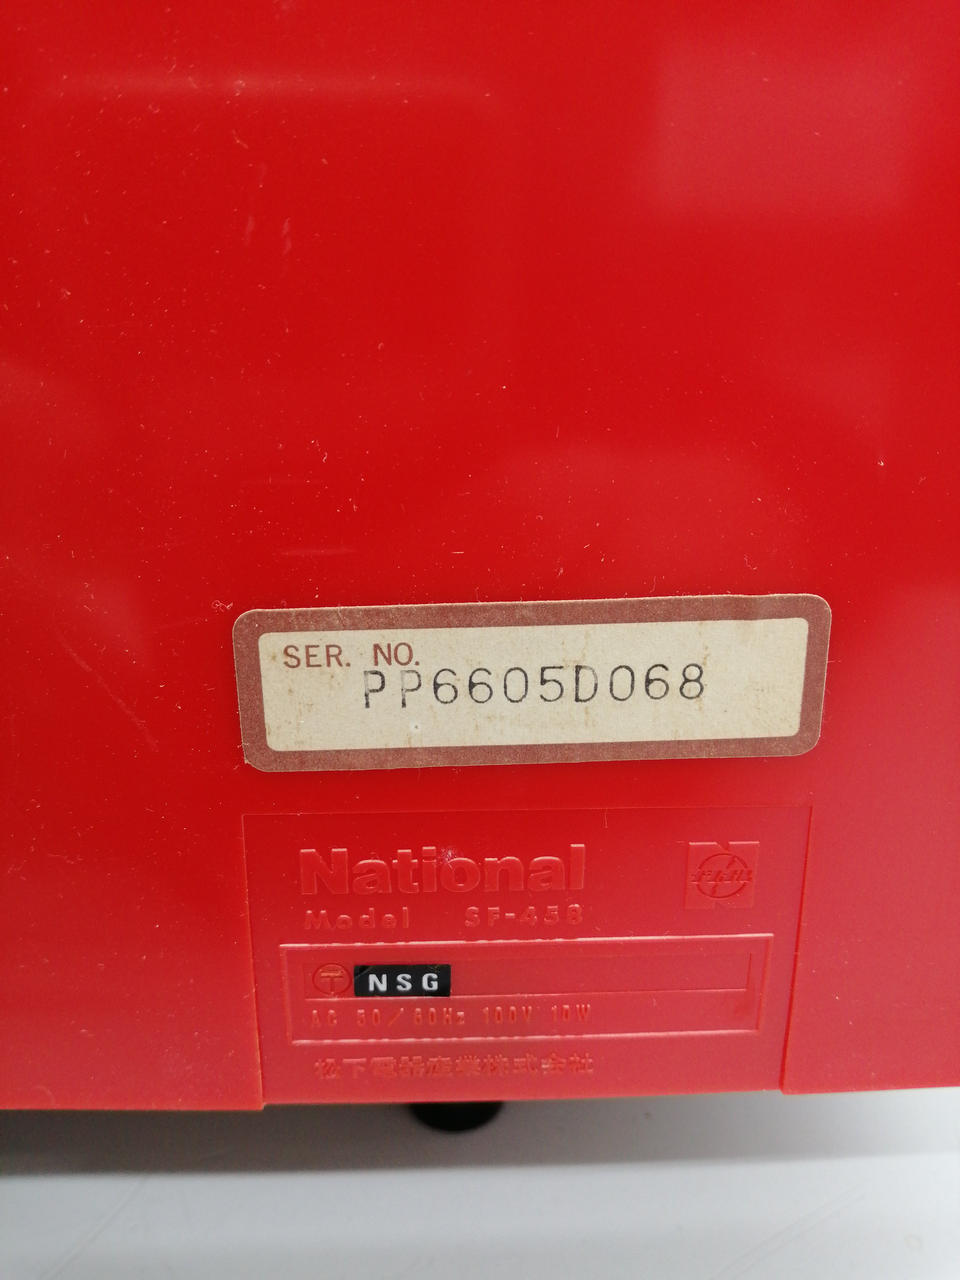 SER. NO.
PP6605D068
National
Model SF-458
〒 NSG
AC 50/60Hz 100V 10W
松下電器産業株式会社